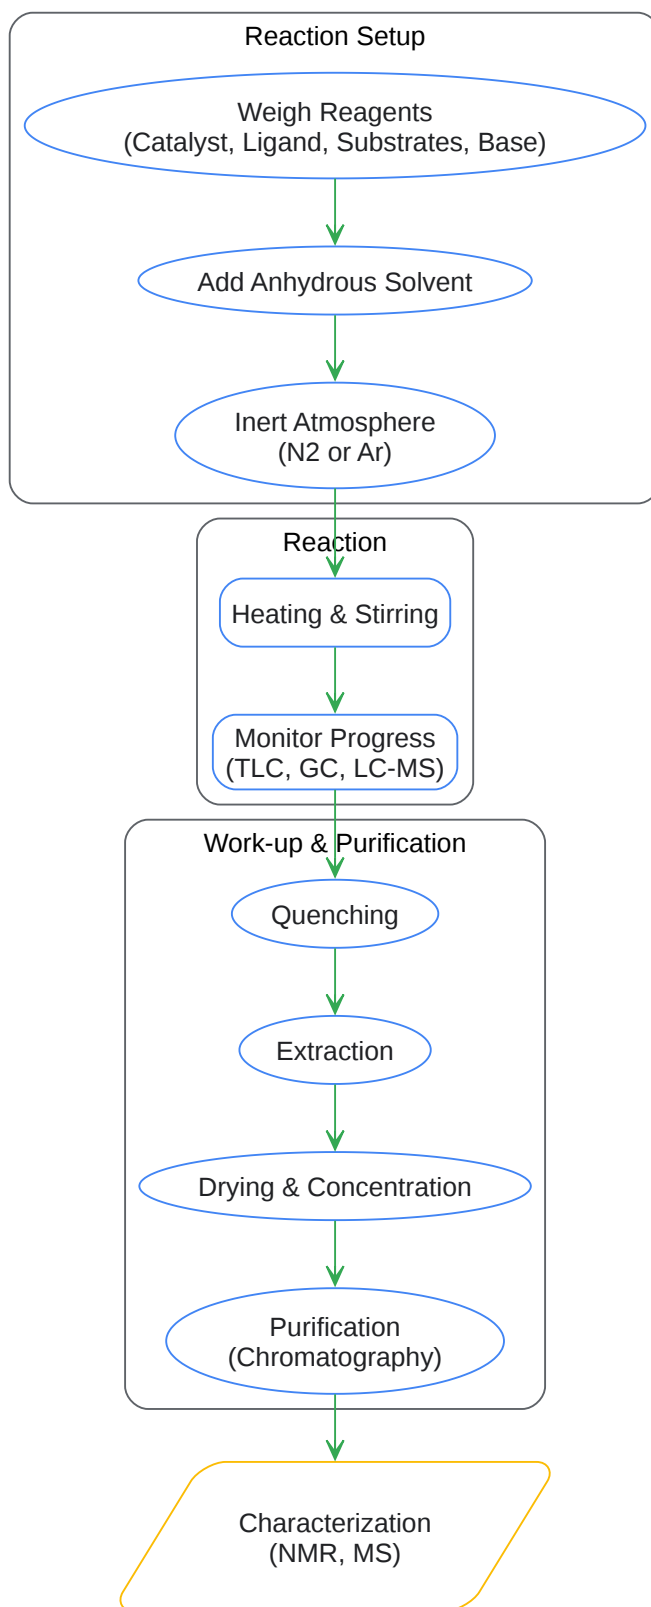 Reaction Setup
Weigh Reagents
(Catalyst, Ligand, Substrates, Base)
Add Anhydrous Solvent
Inert Atmosphere
(N2 or Ar)
Reaction
Heating & Stirring
Monitor Progress
(TLC, GC, LC-MS)
Work-up & Purification
Quenching
Extraction
Drying & Concentration
Purification
(Chromatography)
Characterization
(NMR, MS)